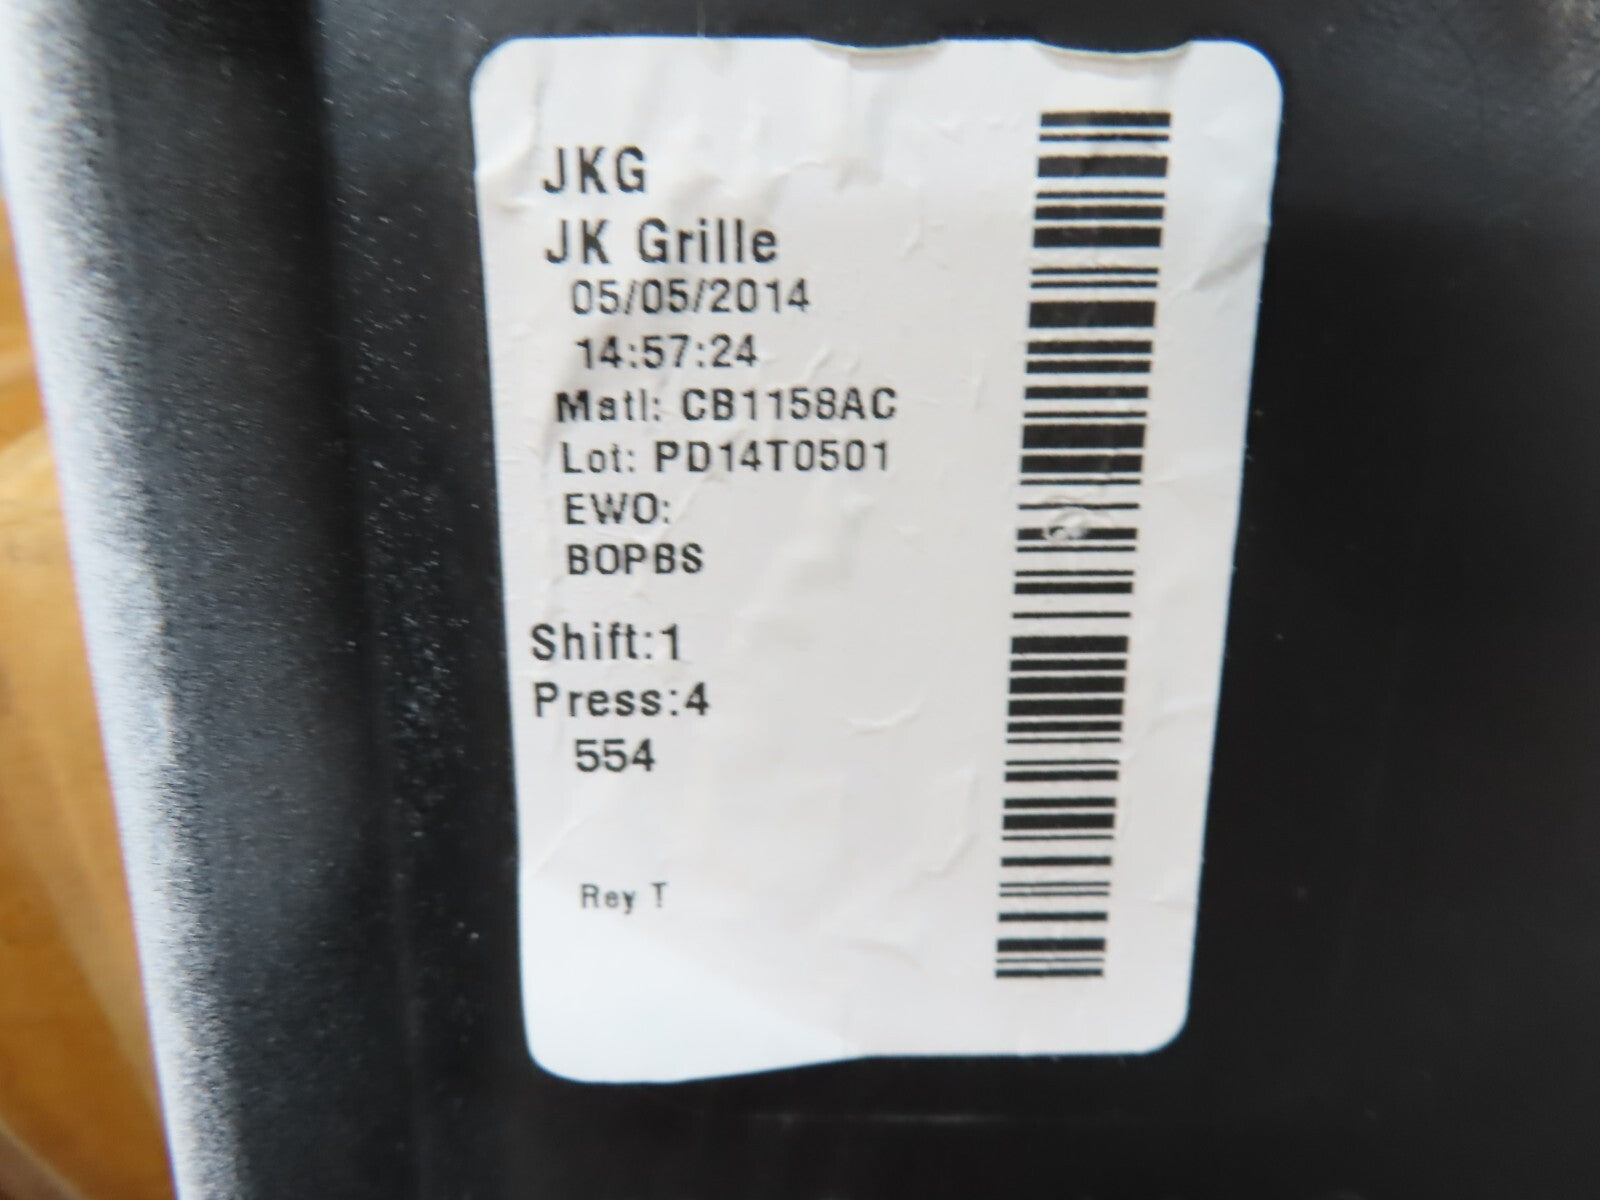 JKG
JK Grille
05/05/2014
14:57:24
Matl: CB1158AC
Lot: PD14T0501
EWO:
BOPBS
Shift:1
Press:4
554
Rey T